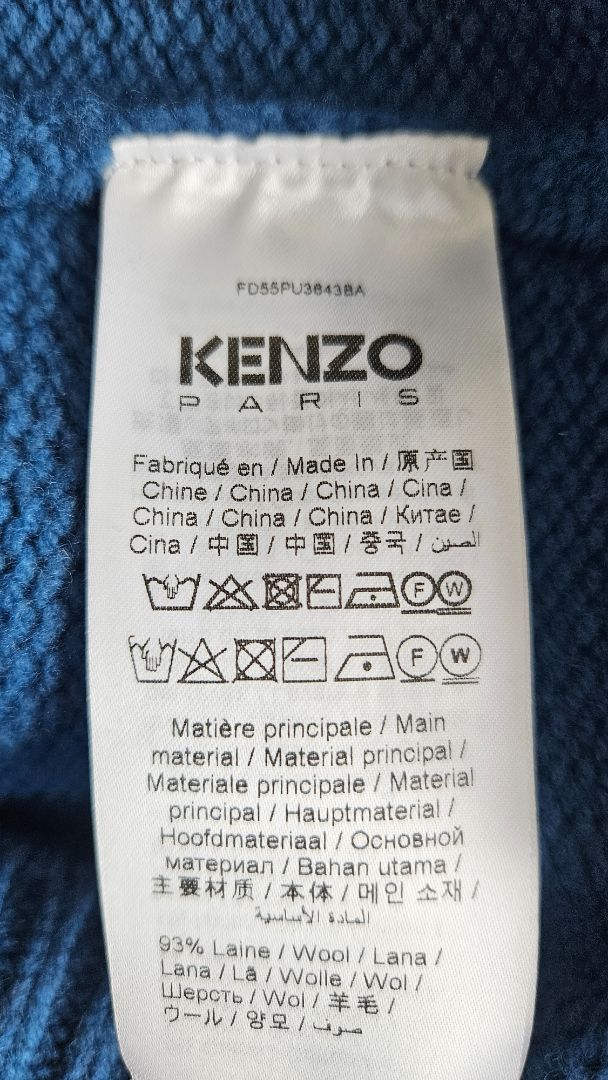 FD55PU3843BA
KENZO
PARIS
Fabriqué en / Made In / 原产国
Chine / China / China / Cina /
China / China / China / Китае /
Cina / 中国 / 中国 / 중국 / الصين
F W
F W
Matière principale / Main
material / Material principal /
Materiale principale / Material
principal / Hauptmaterial /
Hoofdmateriaal / Основной
материал / Bahan utama /
主要材质 / 本体 / 메인 소재 /
المادة الأساسية
93% Laine / Wool / Lana /
Lana / Lã / Wolle / Wol /
Шерсть / Wol / 羊毛 /
ウール / 양모 / صوف